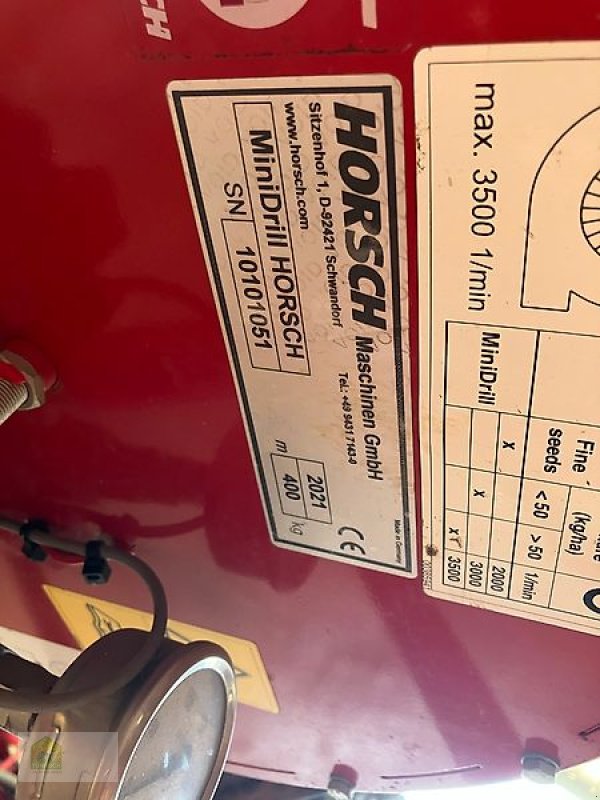 HORSCH Maschinen GmbH
Sitzenhof 1, D-92421 Schwandorf Tel.: +49 9431 7143-0
www.horsch.com
MiniDrill HORSCH 2021
SN 10101051 m 400 kg
CE
Made in Germany
max. 3500 1/min
Fine seeds (kg/ha)
MiniDrill < 50 > 50 1/min
x 2000
x 3000
x 3500